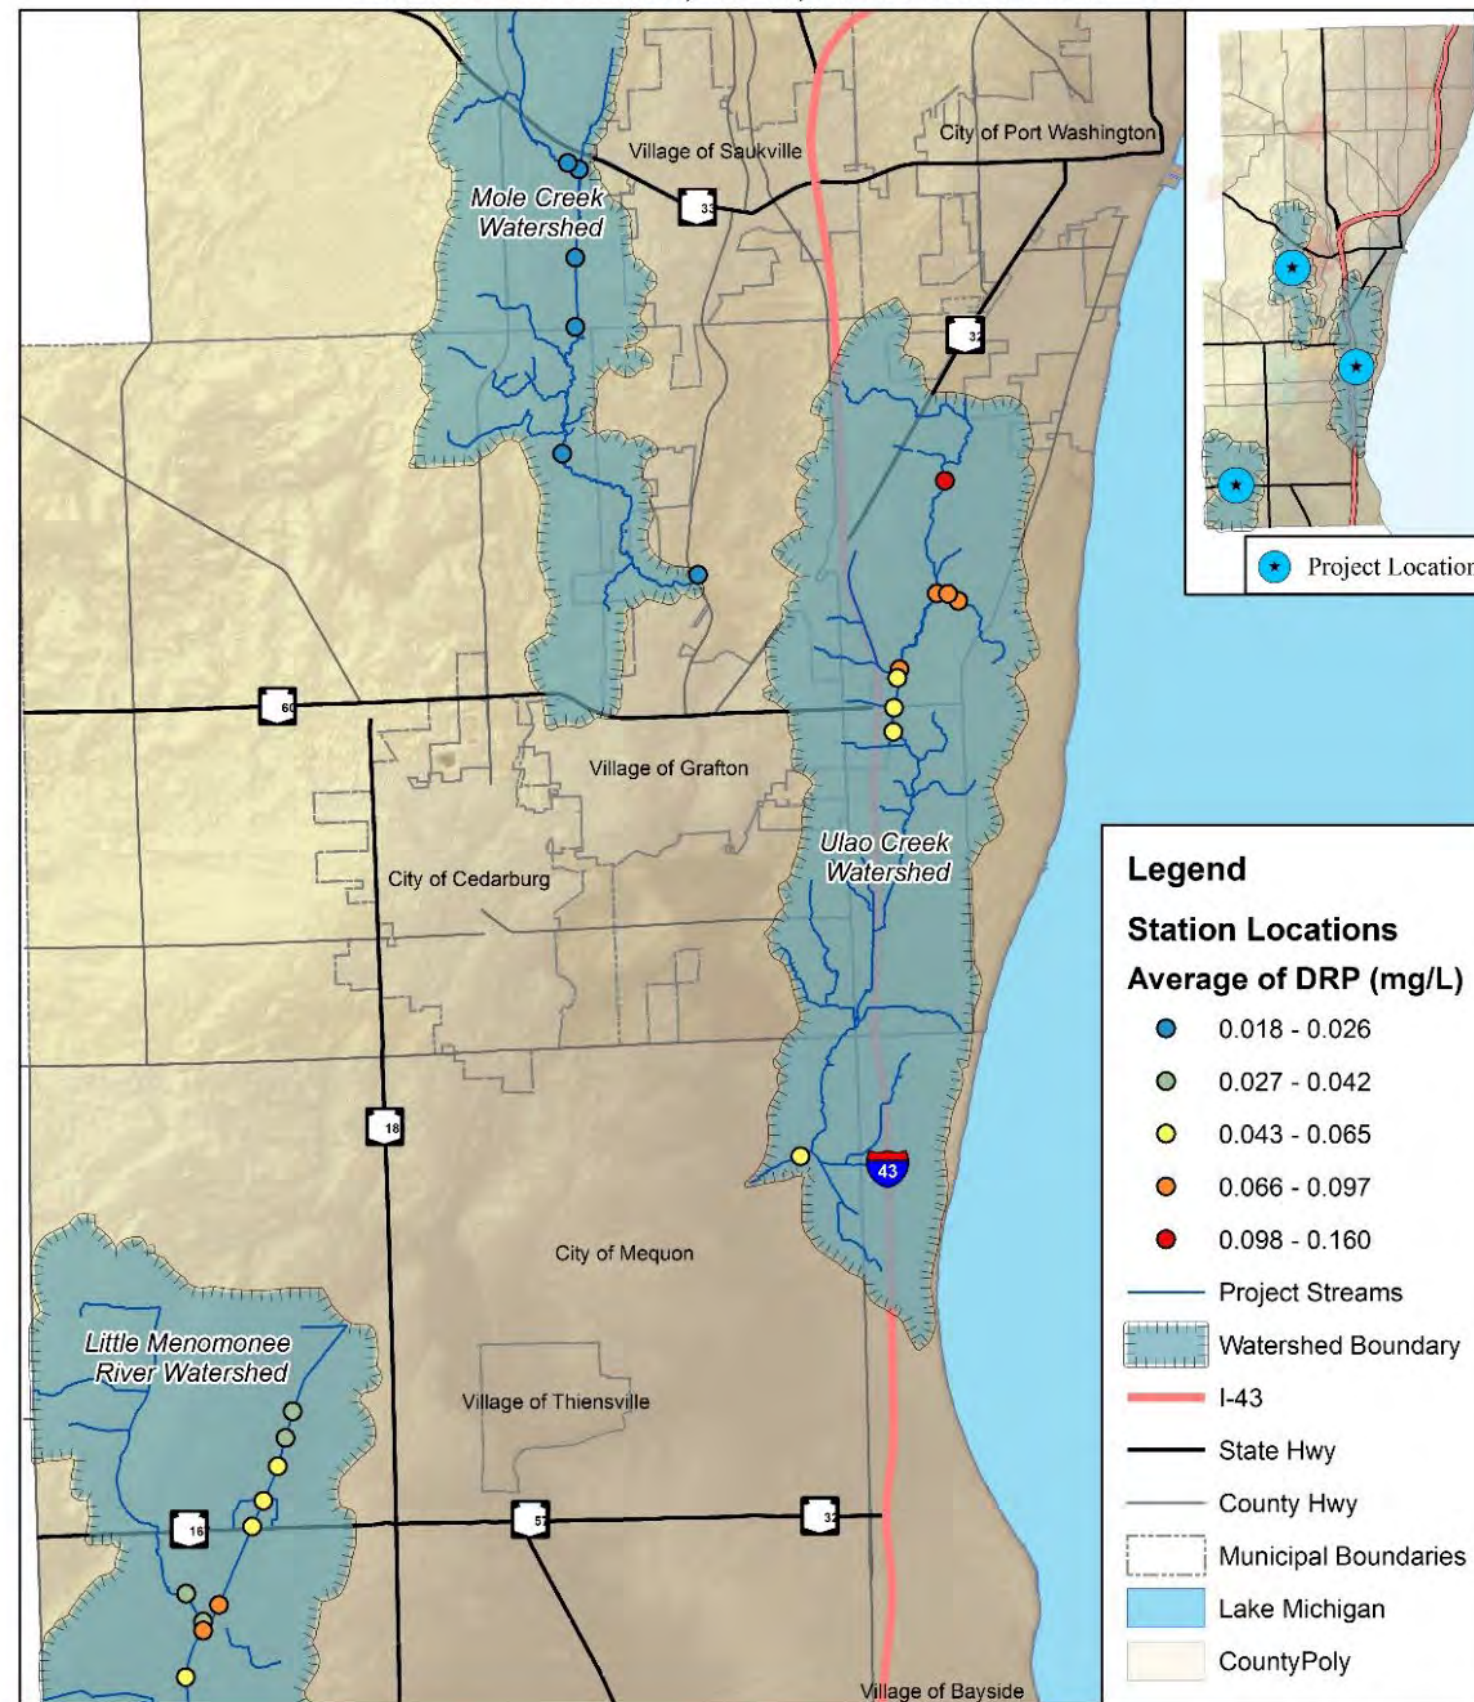 Village of Saukville
City of Port Washington
33
Mole Creek
Watershed
32
Project Location
60
Village of Grafton
Ulao Creek
Watershed
City of Cedarburg
18
43
City of Mequon
Little Menomonee
River Watershed
Village of Thiensville
16
57
32
Village of Bayside
Legend
Station Locations
Average of DRP (mg/L)
0.018 - 0.026
0.027 - 0.042
0.043 - 0.065
0.066 - 0.097
0.098 - 0.160
Project Streams
Watershed Boundary
I-43
State Hwy
County Hwy
Municipal Boundaries
Lake Michigan
CountyPoly